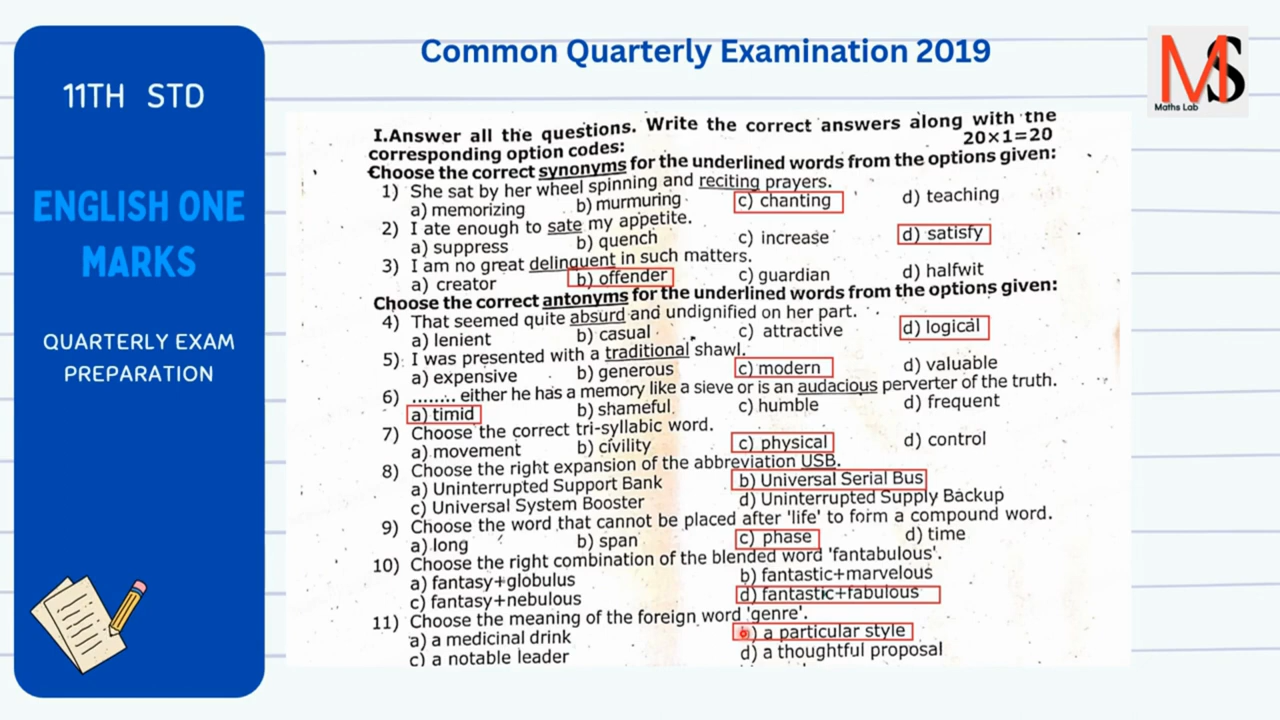 Common Quarterly Examination 2019
MS
Maths Lab
11TH STD
ENGLISH ONE
MARKS
QUARTERLY EXAM
PREPARATION
I.Answer all the questions. Write the correct answers along with the
corresponding option codes: 20×1=20
Choose the correct synonyms for the underlined words from the options given:
1) She sat by her wheel spinning and reciting prayers.
a) memorizing b) murmuring c) chanting d) teaching
2) I ate enough to sate my appetite.
a) suppress b) quench c) increase d) satisfy
3) I am no great delinquent in such matters.
a) creator b) offender c) guardian d) halfwit
Choose the correct antonyms for the underlined words from the options given:
4) That seemed quite absurd and undignified on her part.
a) lenient b) casual c) attractive d) logical
5) I was presented with a traditional shawl.
a) expensive b) generous c) modern d) valuable
6) ........ either he has a memory like a sieve or is an audacious perverter of the truth.
a) timid b) shameful c) humble d) frequent
7) Choose the correct tri-syllabic word.
a) movement b) civility c) physical d) control
8) Choose the right expansion of the abbreviation USB.
a) Uninterrupted Support Bank b) Universal Serial Bus
c) Universal System Booster d) Uninterrupted Supply Backup
9) Choose the word that cannot be placed after 'life' to form a compound word.
a) long b) span c) phase d) time
10) Choose the right combination of the blended word 'fantabulous'.
a) fantasy+globulus b) fantastic+marvelous
c) fantasy+nebulous d) fantastic+fabulous
11) Choose the meaning of the foreign word 'genre'.
a) a medicinal drink b) a particular style
c) a notable leader d) a thoughtful proposal